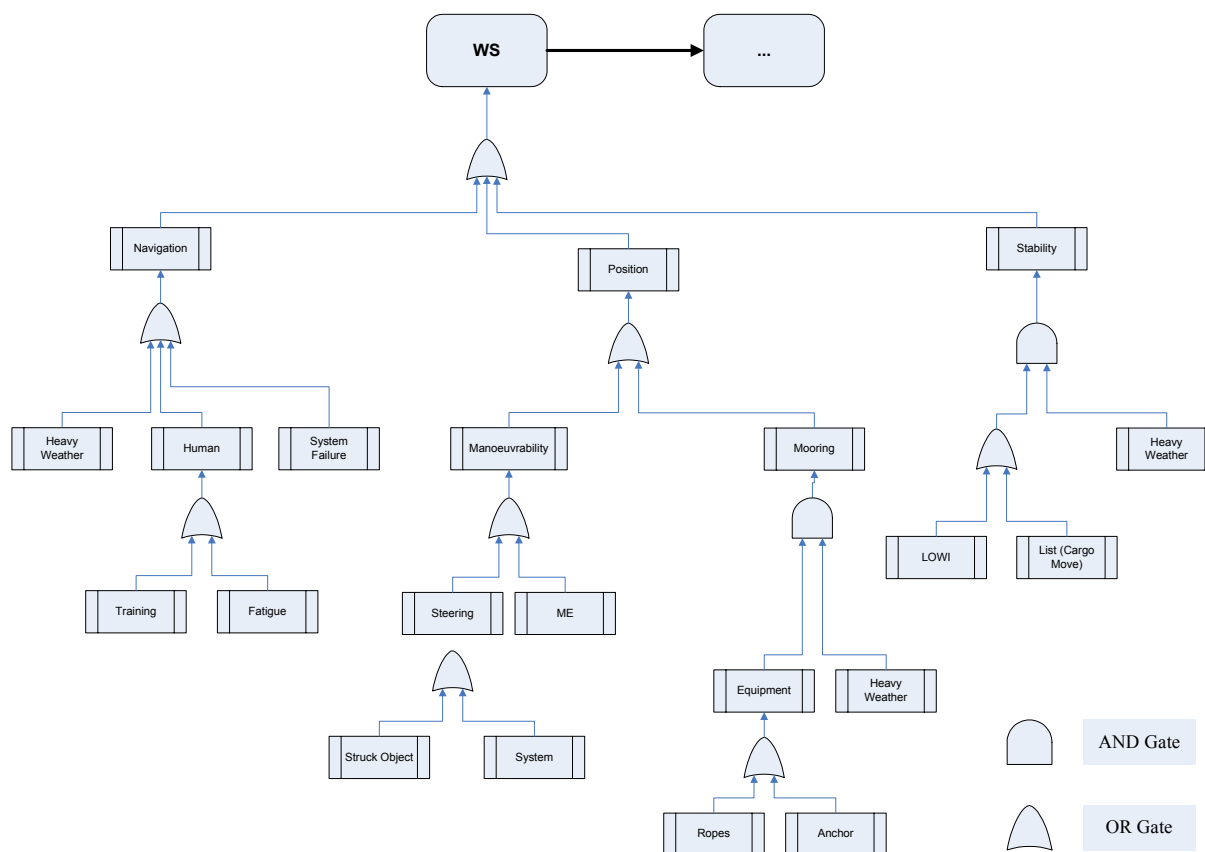 WS
...
Navigation
Position
Stability
Heavy
Weather
Human
System
Failure
Manoeuvrability
Mooring
Heavy
Weather
LOWI
List (Cargo
Move)
Training
Fatigue
Steering
ME
Equipment
Heavy
Weather
Struck Object
System
Ropes
Anchor
AND Gate
OR Gate